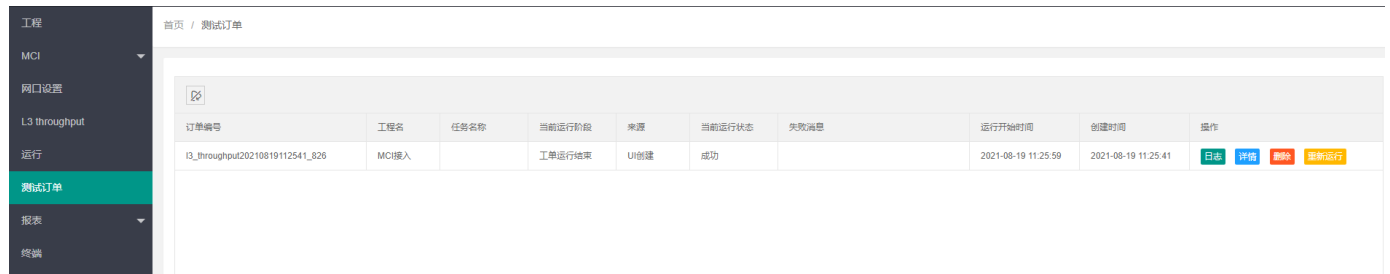 工程
首页 / 测试订单
MCI
网口设置
L3 throughput
订单编号 工程名 任务名称 当前运行阶段 来源 当前运行状态 失败消息 运行开始时间 创建时间 操作
运行
l3_throughput20210819112541_826 MCI接入 工单运行结束 UI创建 成功 2021-08-19 11:25:59 2021-08-19 11:25:41 日志 详情 删除 重新运行
测试订单
报表
终端